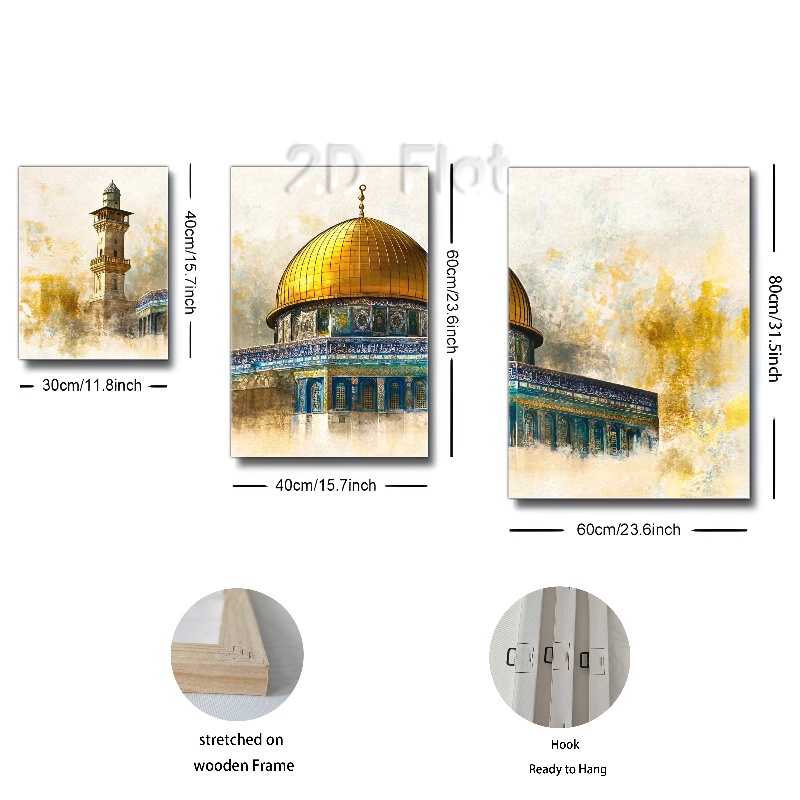 2D Flat
40cm/15.7inch
30cm/11.8inch
60cm/23.6inch
40cm/15.7inch
80cm/31.5inch
60cm/23.6inch
stretched on
wooden Frame
Hook
Ready to Hang